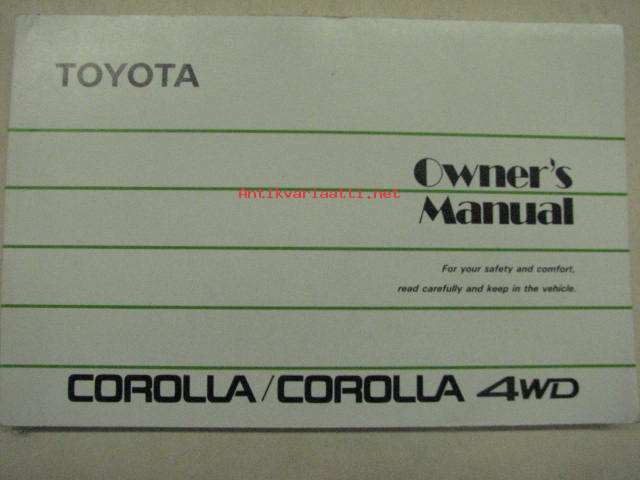 TOYOTA
Owner's
Antikvariaatti.net
Manual
For your safety and comfort,
read carefully and keep in the vehicle.
COROLLA/COROLLA 4WD